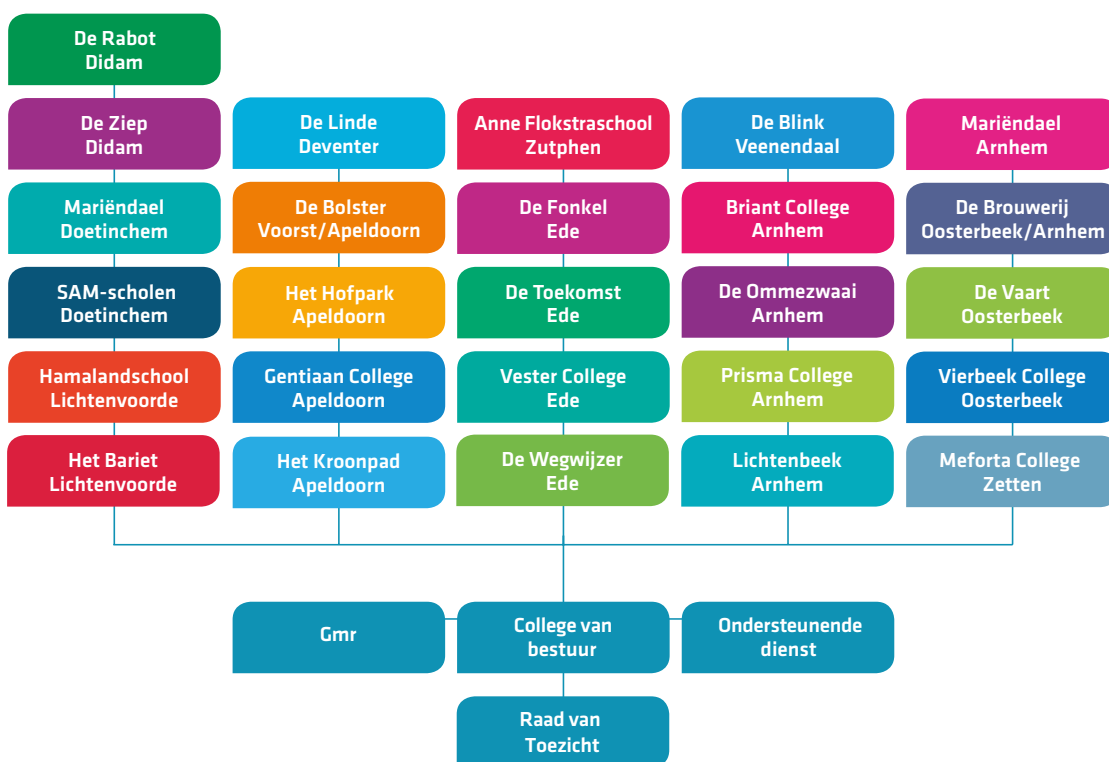 De Rabot
Didam
De Ziep
Didam
De Linde
Deventer
Anne Flokstraschool
Zutphen
De Blink
Veenendaal
Mariëndael
Arnhem
Mariëndael
Doetinchem
De Bolster
Voorst/Apeldoorn
De Fonkel
Ede
Briant College
Arnhem
De Brouwerij
Oosterbeek/Arnhem
SAM-scholen
Doetinchem
Het Hofpark
Apeldoorn
De Toekomst
Ede
De Ommezwaai
Arnhem
De Vaart
Oosterbeek
Hamalandschool
Lichtenvoorde
Gentiaan College
Apeldoorn
Vester College
Ede
Prisma College
Arnhem
Vierbeek College
Oosterbeek
Het Bariet
Lichtenvoorde
Het Kroonpad
Apeldoorn
De Wegwijzer
Ede
Lichtenbeek
Arnhem
Meforta College
Zetten
Gmr
College van
bestuur
Ondersteunende
dienst
Raad van
Toezicht